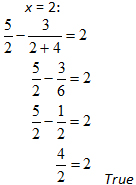 x = 2:
5/2 − 3/(2 + 4) = 2
5/2 − 3/6 = 2
5/2 − 1/2 = 2
4/2 = 2 True